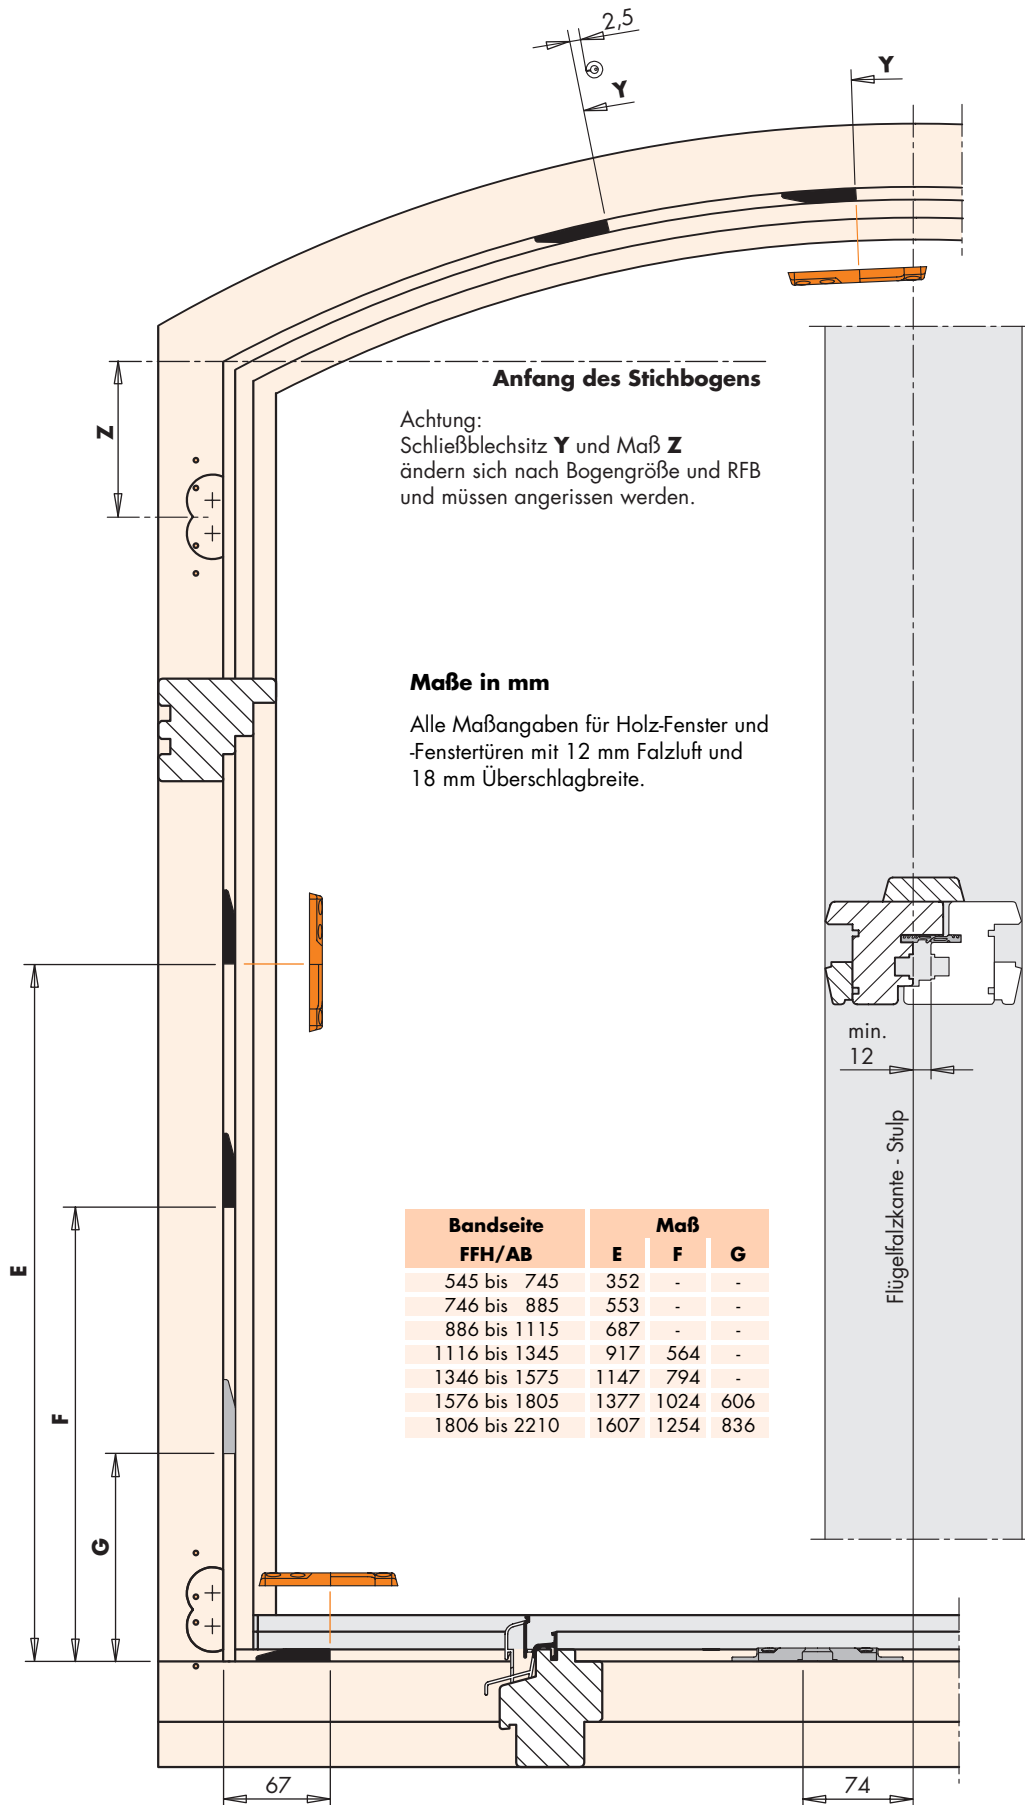 2,5
Y
Y
Anfang des Stichbogens
Achtung:
Schließblechsitz Y und Maß Z
ändern sich nach Bogengröße und RFB
und müssen angerissen werden.
Z
Maße in mm
Alle Maßangaben für Holz-Fenster und
-Fenstertüren mit 12 mm Falzluft und
18 mm Überschlagbreite.
min.
12
Flügelfalzkante - Stulp
Bandseite Maß
FFH/AB E F G
545 bis 745 352 - -
746 bis 885 553 - -
886 bis 1115 687 - -
1116 bis 1345 917 564 -
1346 bis 1575 1147 794 -
1576 bis 1805 1377 1024 606
1806 bis 2210 1607 1254 836
E
F
G
67
74